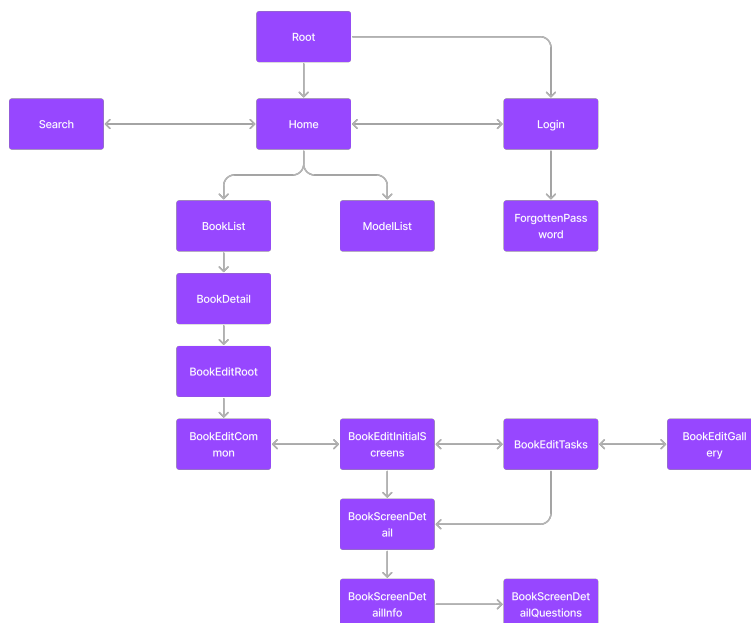 Root
Search
Home
Login
BookList
ModelList
ForgottenPass
word
BookDetail
BookEditRoot
BookEditCom
mon
BookEditInitialS
creens
BookEditTasks
BookEditGall
ery
BookScreenDet
ail
BookScreenDet
ailInfo
BookScreenDet
ailQuestions